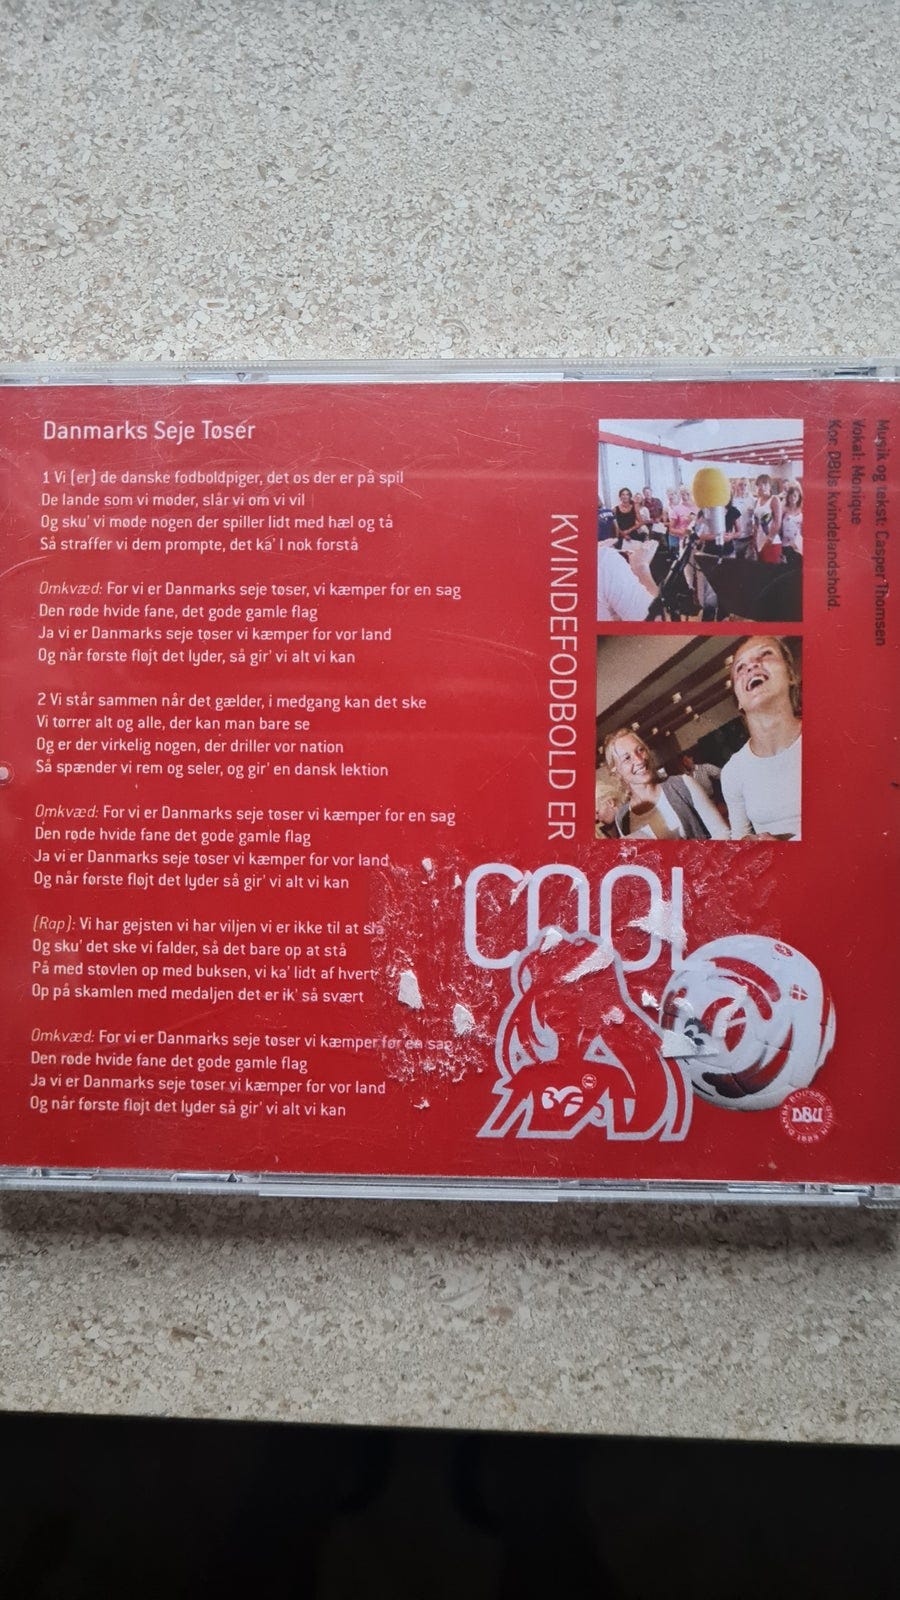 Danmarks Seje Tøser
1 Vi (er) de danske fodboldpiger, det os der er på spil
De lande som vi møder, slår vi om vi vil
Og sku' vi møde nogen der spiller lidt med hæl og tå
Så straffer vi dem prompte, det ka' I nok forstå
Omkvæd: For vi er Danmarks seje tøser, vi kæmper for en sag
Den røde hvide fane, det gode gamle flag
Ja vi er Danmarks seje tøser vi kæmper for vor land
Og når første fløjt det lyder, så gir' vi alt vi kan
2 Vi står sammen når det gælder, i medgang kan det ske
Vi tørrer alt og alle, der kan man bare se
Og er der virkelig nogen, der driller vor nation
Så spænder vi rem og seler, og gir' en dansk lektion
Omkvæd: For vi er Danmarks seje tøser vi kæmper for en sag
Den røde hvide fane det gode gamle flag
Ja vi er Danmarks seje tøser vi kæmper for vor land
Og når første fløjt det lyder så gir' vi alt vi kan
(Rap): Vi har gejsten vi har viljen vi er ikke til at slå
Og sku' det ske vi falder, så det bare op at stå
På med støvlen op med buksen, vi ka' lidt af hvert
Op på skamlen med medaljen det er ik' så svært
Omkvæd: For vi er Danmarks seje tøser vi kæmper for en sag
Den røde hvide fane det gode gamle flag
Ja vi er Danmarks seje tøser vi kæmper for vor land
Og når første fløjt det lyder så gir' vi alt vi kan
KVINDEFODBOLD ER
COOL
Musik og tekst: Casper Thomsen
Vokal: Monique
Kor: DBUs kvindelandshold.
DANSK BOLDSPIL-UNION 1889
DBU